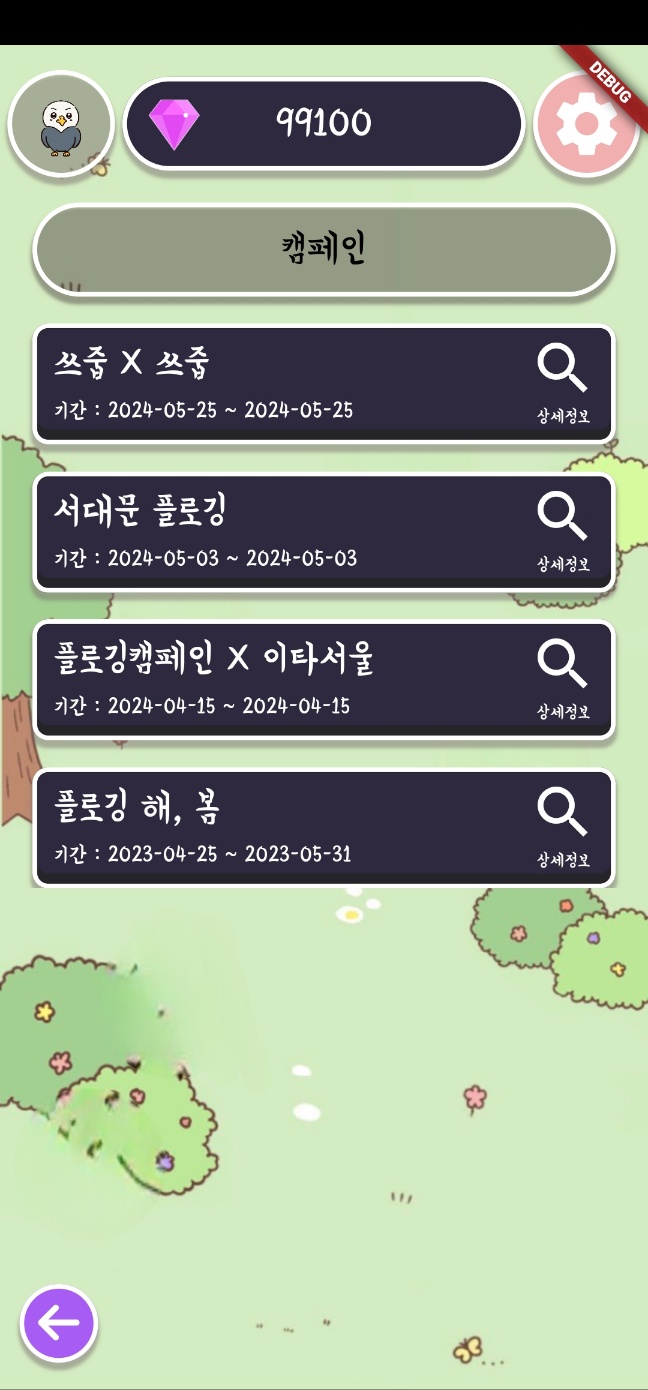 DEBUG
99100
캠페인
쓰줍 X 쓰줍
기간 : 2024-05-25 ~ 2024-05-25
상세정보
서대문 플로깅
기간 : 2024-05-03 ~ 2024-05-03
상세정보
플로깅캠페인 X 이타서울
기간 : 2024-04-15 ~ 2024-04-15
상세정보
플로깅 해, 봄
기간 : 2023-04-25 ~ 2023-05-31
상세정보